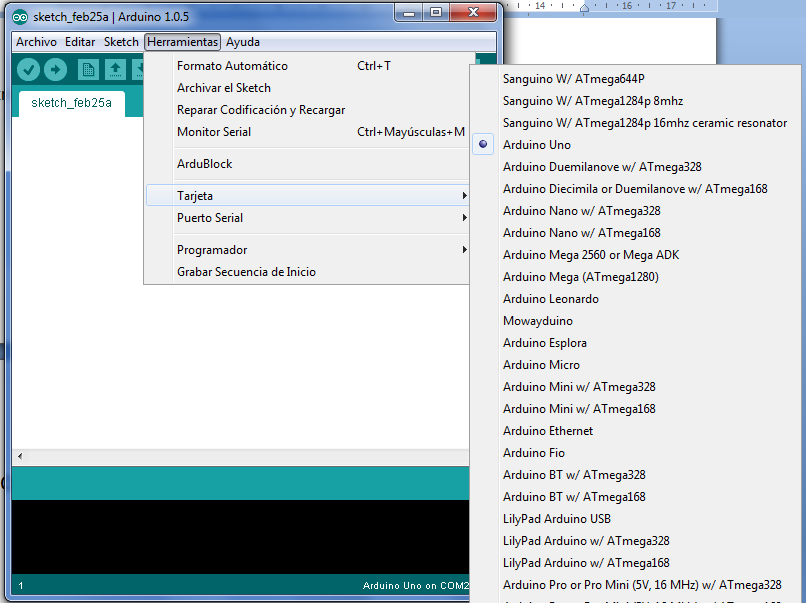 sketch_feb25a | Arduino 1.0.5
14 16 17
Archivo Editar Sketch Herramientas Ayuda
sketch_feb25a
Formato Automático Ctrl+T
Archivar el Sketch
Reparar Codificación y Recargar
Monitor Serial Ctrl+Mayúsculas+M
ArduBlock
Tarjeta
Puerto Serial
Programador
Grabar Secuencia de Inicio
Sanguino W/ ATmega644P
Sanguino W/ ATmega1284p 8mhz
Sanguino W/ ATmega1284p 16mhz ceramic resonator
Arduino Uno
Arduino Duemilanove w/ ATmega328
Arduino Diecimila or Duemilanove w/ ATmega168
Arduino Nano w/ ATmega328
Arduino Nano w/ ATmega168
Arduino Mega 2560 or Mega ADK
Arduino Mega (ATmega1280)
Arduino Leonardo
Mowayduino
Arduino Esplora
Arduino Micro
Arduino Mini w/ ATmega328
Arduino Mini w/ ATmega168
Arduino Ethernet
Arduino Fio
Arduino BT w/ ATmega328
Arduino BT w/ ATmega168
LilyPad Arduino USB
LilyPad Arduino w/ ATmega328
LilyPad Arduino w/ ATmega168
Arduino Pro or Pro Mini (5V, 16 MHz) w/ ATmega328
1 Arduino Uno on COM2